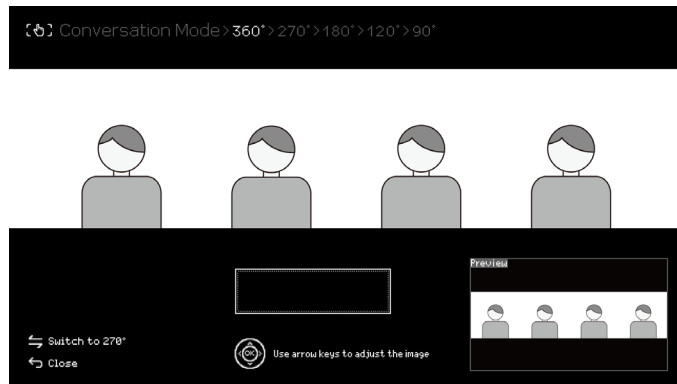 Conversation Mode>360°>270°>180°>120°>90°
Preview
Switch to 270°
Close
OK
Use arrow keys to adjust the image